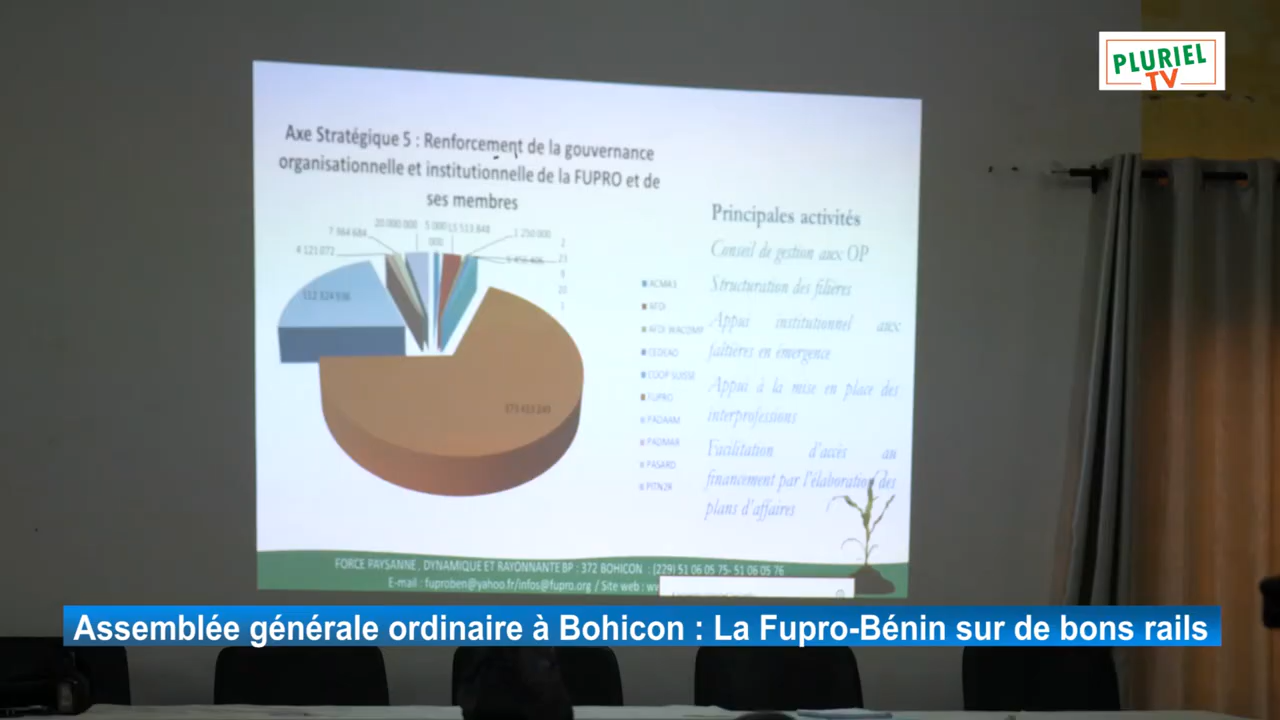 PLURIEL
TV
Axe Stratégique 5 : Renforcement de la gouvernance
organisationnelle et institutionnelle de la FUPRO et de
ses membres
Principales activités
Conseil de gestion aux OP
Structuration des filières
Appui institutionnel aux
faîtières en émergence
Appui à la mise en place des
interprofessions
Facilitation d'accès au
financement par l'élaboration des
plans d'affaires
20 000 000
5 000
000
1 250 000
7 964 684
4 121 072
ACMA3
AFDI
CEDEAO
COOP SUISSE
FUPRO
PADAAM
PADMAR
PASARD
FORCE PAYSANNE , DYNAMIQUE ET RAYONNANTE BP : 372 BOHICON : (229) 51 06 05 75- 51 06 05 76
E-mail : fuproben@yahoo.fr/infos@fupro.org / Site web :
Assemblée générale ordinaire à Bohicon : La Fupro-Bénin sur de bons rails